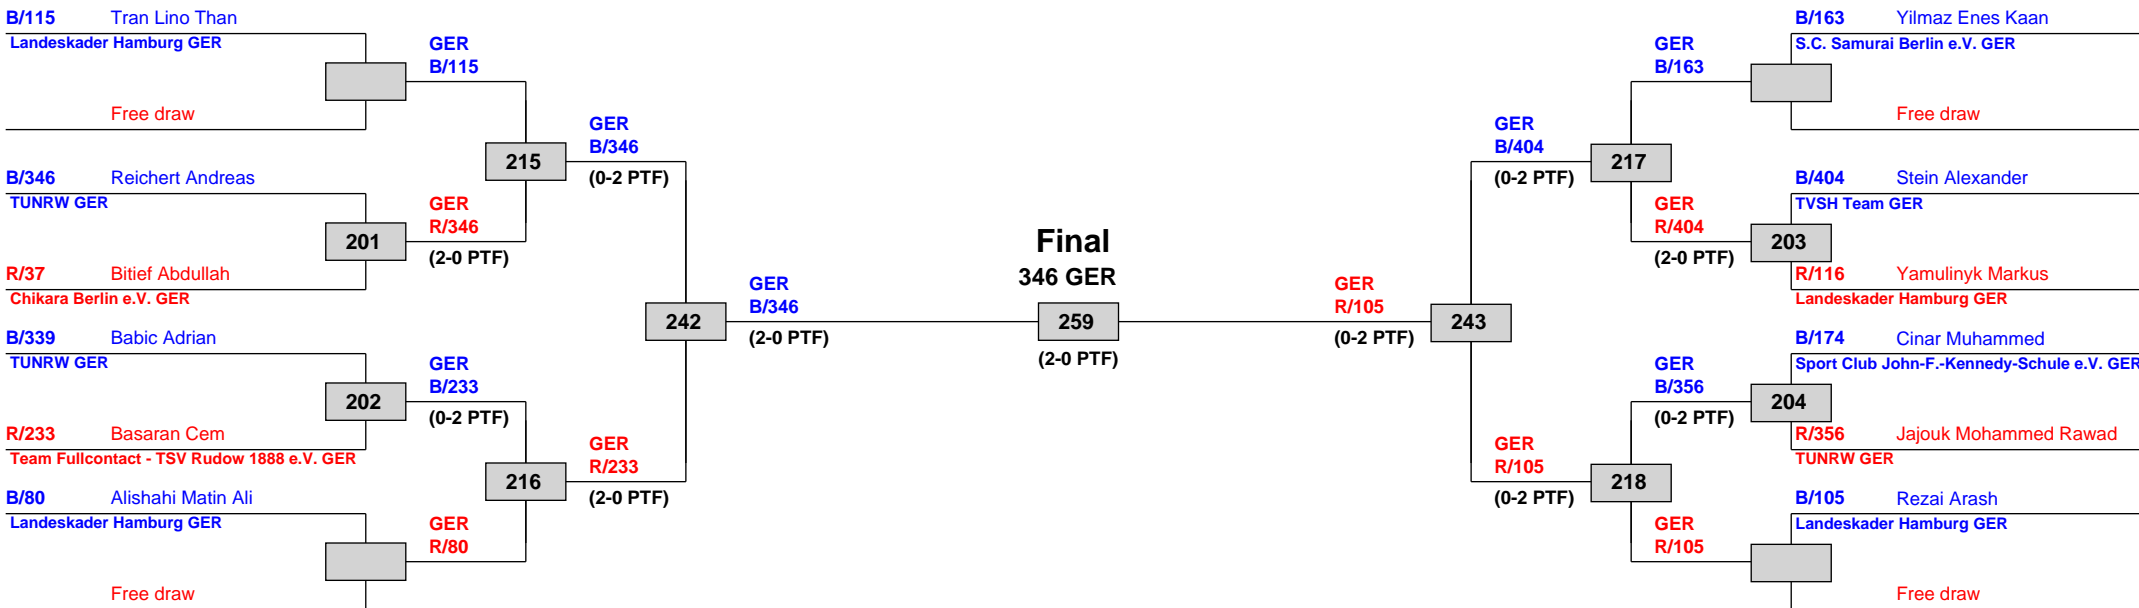 B/115 Tran Lino Than
Landeskader Hamburg GER
Free draw
B/346 Reichert Andreas
TUNRW GER
R/37 Bitief Abdullah
Chikara Berlin e.V. GER
B/339 Babic Adrian
TUNRW GER
R/233 Basaran Cem
Team Fullcontact - TSV Rudow 1888 e.V. GER
B/80 Alishahi Matin Ali
Landeskader Hamburg GER
Free draw
GER
B/115
201
GER
R/346
(2-0 PTF)
202
GER
B/233
(0-2 PTF)
GER
R/80
215
GER
B/346
(0-2 PTF)
216
GER
R/233
(2-0 PTF)
242
GER
B/346
(2-0 PTF)
Final
346 GER
259
(2-0 PTF)
GER
R/105
(0-2 PTF)
243
GER
B/404
(0-2 PTF)
217
GER
R/105
(0-2 PTF)
218
GER
B/163
GER
R/404
(2-0 PTF)
203
GER
B/356
(0-2 PTF)
204
GER
R/105
B/163 Yilmaz Enes Kaan
S.C. Samurai Berlin e.V. GER
Free draw
B/404 Stein Alexander
TVSH Team GER
R/116 Yamulinyk Markus
Landeskader Hamburg GER
B/174 Cinar Muhammed
Sport Club John-F.-Kennedy-Schule e.V. GER
R/356 Jajouk Mohammed Rawad
TUNRW GER
B/105 Rezai Arash
Landeskader Hamburg GER
Free draw